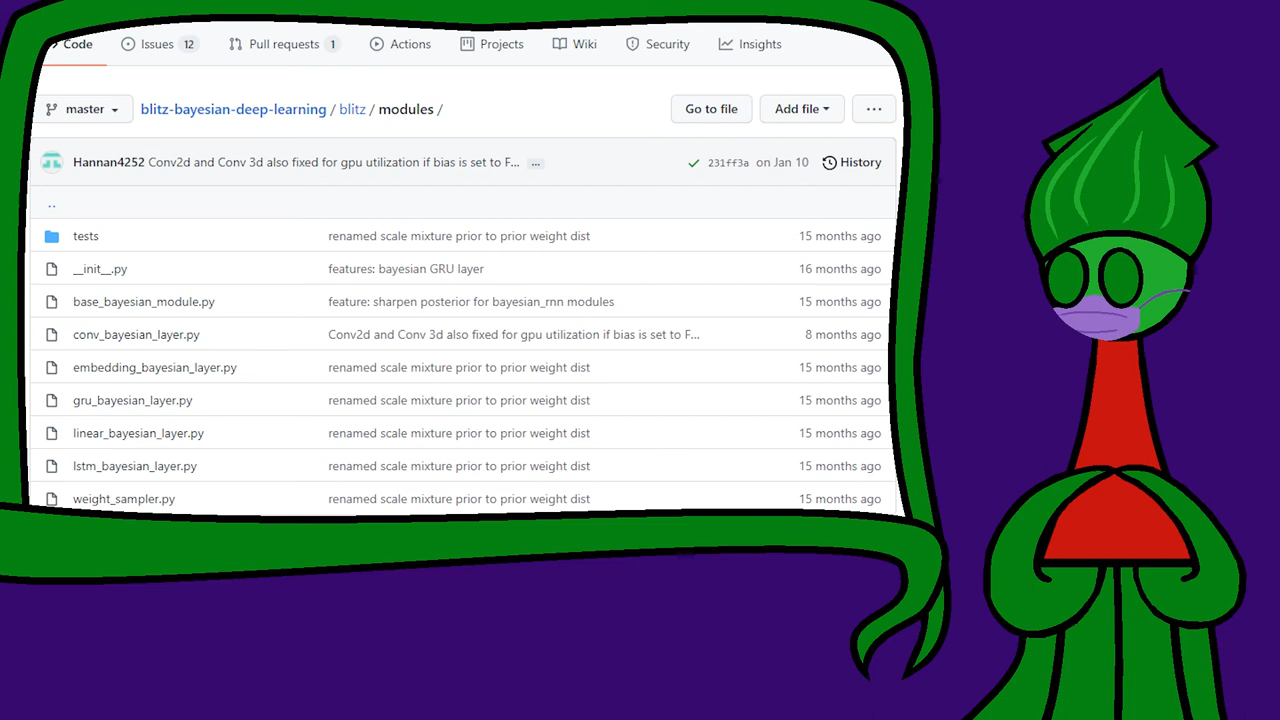 Code Issues 12 Pull requests 1 Actions Projects Wiki Security Insights
master blitz-bayesian-deep-learning / blitz / modules / Go to file Add file ...
Hannan4252 Conv2d and Conv 3d also fixed for gpu utilization if bias is set to F... ... 231ff3a on Jan 10 History
..
tests renamed scale mixture prior to prior weight dist 15 months ago
__init__.py features: bayesian GRU layer 16 months ago
base_bayesian_module.py feature: sharpen posterior for bayesian_rnn modules 15 months ago
conv_bayesian_layer.py Conv2d and Conv 3d also fixed for gpu utilization if bias is set to F... 8 months ago
embedding_bayesian_layer.py renamed scale mixture prior to prior weight dist 15 months ago
gru_bayesian_layer.py renamed scale mixture prior to prior weight dist 15 months ago
linear_bayesian_layer.py renamed scale mixture prior to prior weight dist 15 months ago
lstm_bayesian_layer.py renamed scale mixture prior to prior weight dist 15 months ago
weight_sampler.py renamed scale mixture prior to prior weight dist 15 months ago